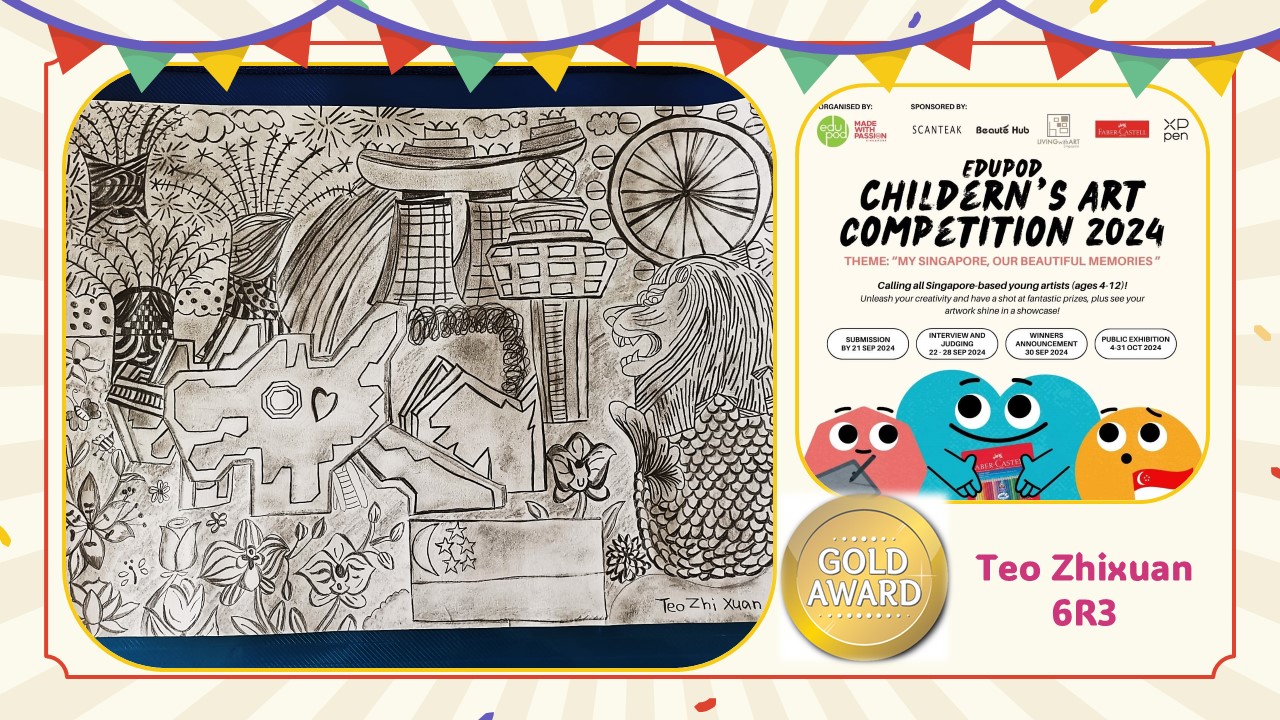 ORGANISED BY:
SPONSORED BY:
edu
pod
MADE
WITH
PASSION
SINGAPORE
SCANTEAK
Beauté Hub
LIVINGwithART
FABER-CASTELL
XP
pen
EDUPOD
CHILDERN'S ART
COMPETITION 2024
THEME: “MY SINGAPORE, OUR BEAUTIFUL MEMORIES “
Calling all Singapore-based young artists (ages 4-12)!
Unleash your creativity and have a shot at fantastic prizes, plus see your
artwork shine in a showcase!
SUBMISSION
BY 21 SEP 2024
INTERVIEW AND
JUDGING
22 - 28 SEP 2024
WINNERS
ANNOUNCEMENT
30 SEP 2024
PUBLIC EXHIBITION
4-31 OCT 2024
FABER-CASTELL
Teo Zhi Xuan
GOLD
AWARD
Teo Zhixuan
6R3